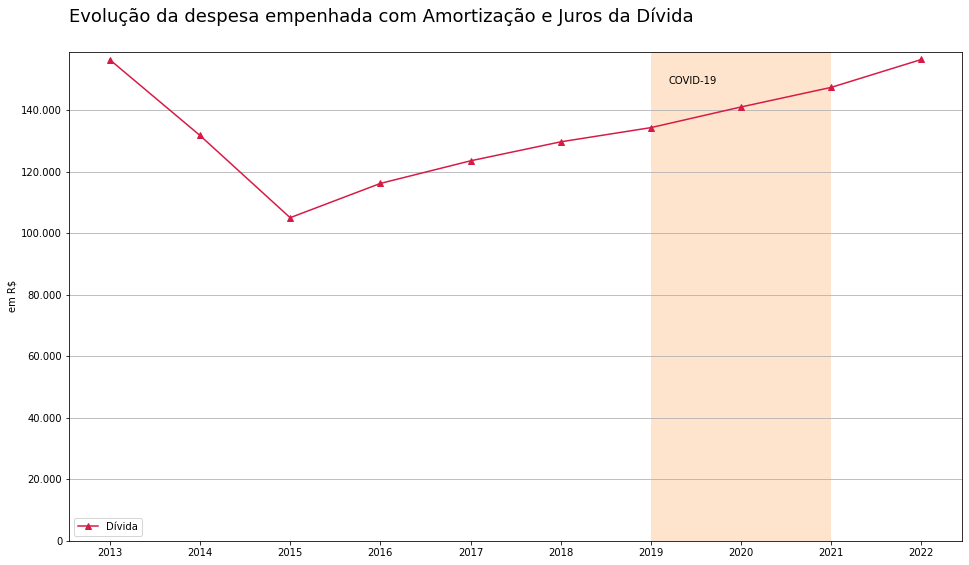 Evolução da despesa empenhada com Amortização e Juros da Dívida
COVID-19
140.000
120.000
100.000
80.000
em R$
60.000
40.000
20.000
0
Dívida
2013 2014 2015 2016 2017 2018 2019 2020 2021 2022